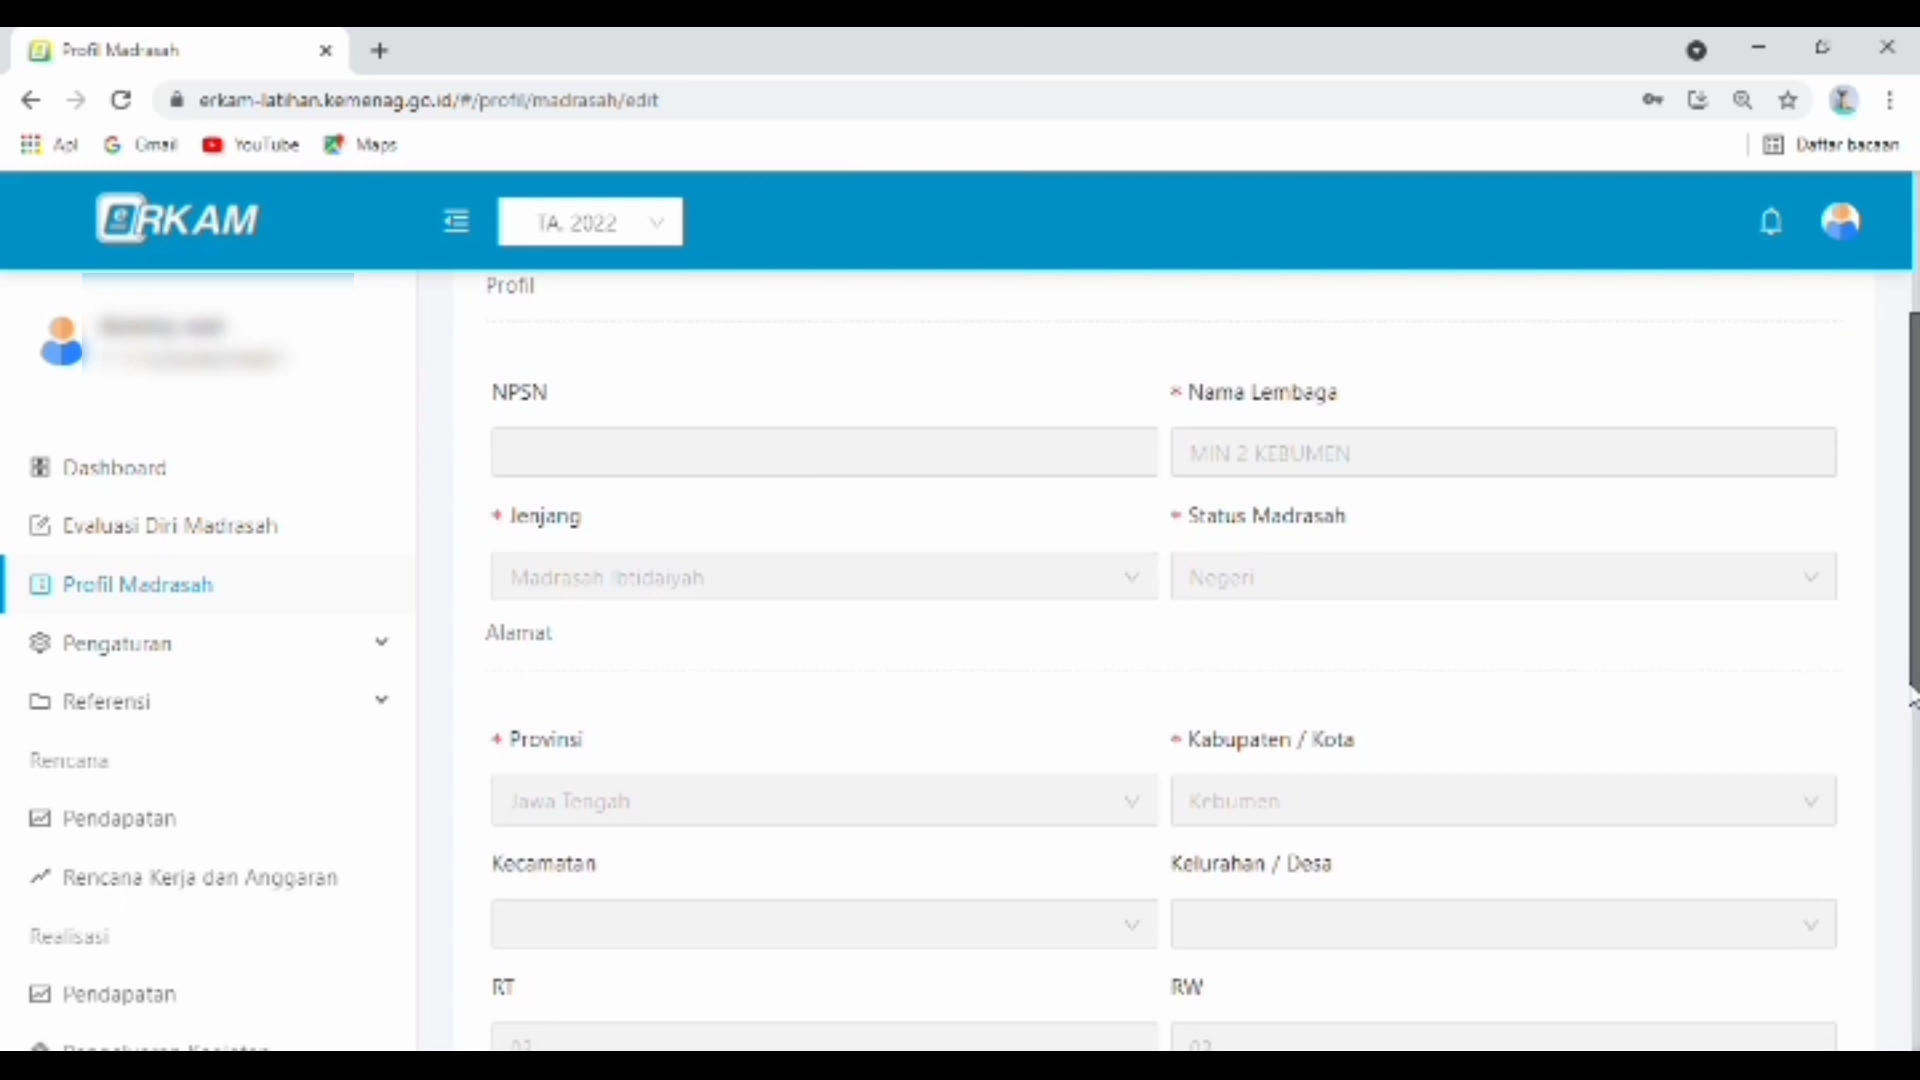 Profil Madrasah
erkam-latihan.kemenag.go.id/#/profil/madrasah/edit
Apl
Gmail
YouTube
Maps
Daftar bacaan
eRKAM
TA. 2022
Profil
NPSN
* Nama Lembaga
MIN 2 KEBUMEN
* Jenjang
* Status Madrasah
Madrasah Ibtidaiyah
Negeri
Alamat
* Provinsi
* Kabupaten / Kota
Jawa Tengah
Kebumen
Kecamatan
Kelurahan / Desa
RT
RW
Dashboard
Evaluasi Diri Madrasah
Profil Madrasah
Pengaturan
Referensi
Rencana
Pendapatan
Rencana Kerja dan Anggaran
Realisasi
Pendapatan